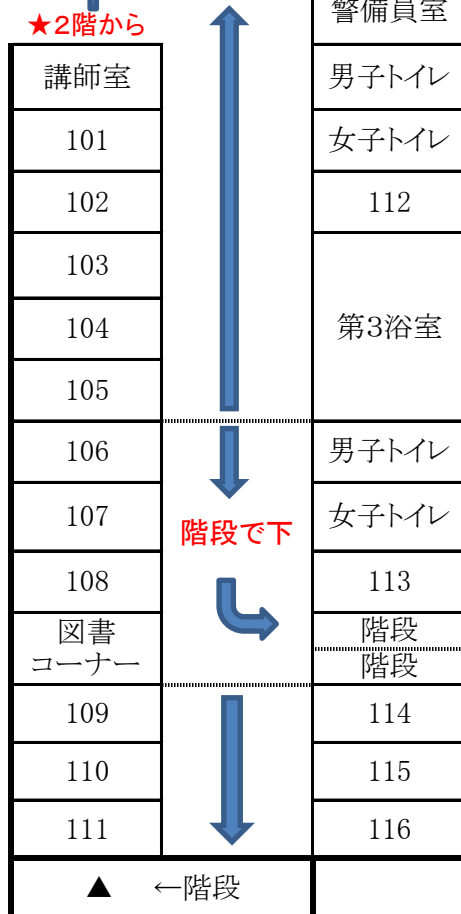 ★2階から
警備員室
講師室
男子トイレ
101
女子トイレ
102
112
103
第3浴室
104
105
106
男子トイレ
107
女子トイレ
階段で下
108
113
図書
コーナー
階段
階段
109
114
110
115
111
116
▲ ←階段